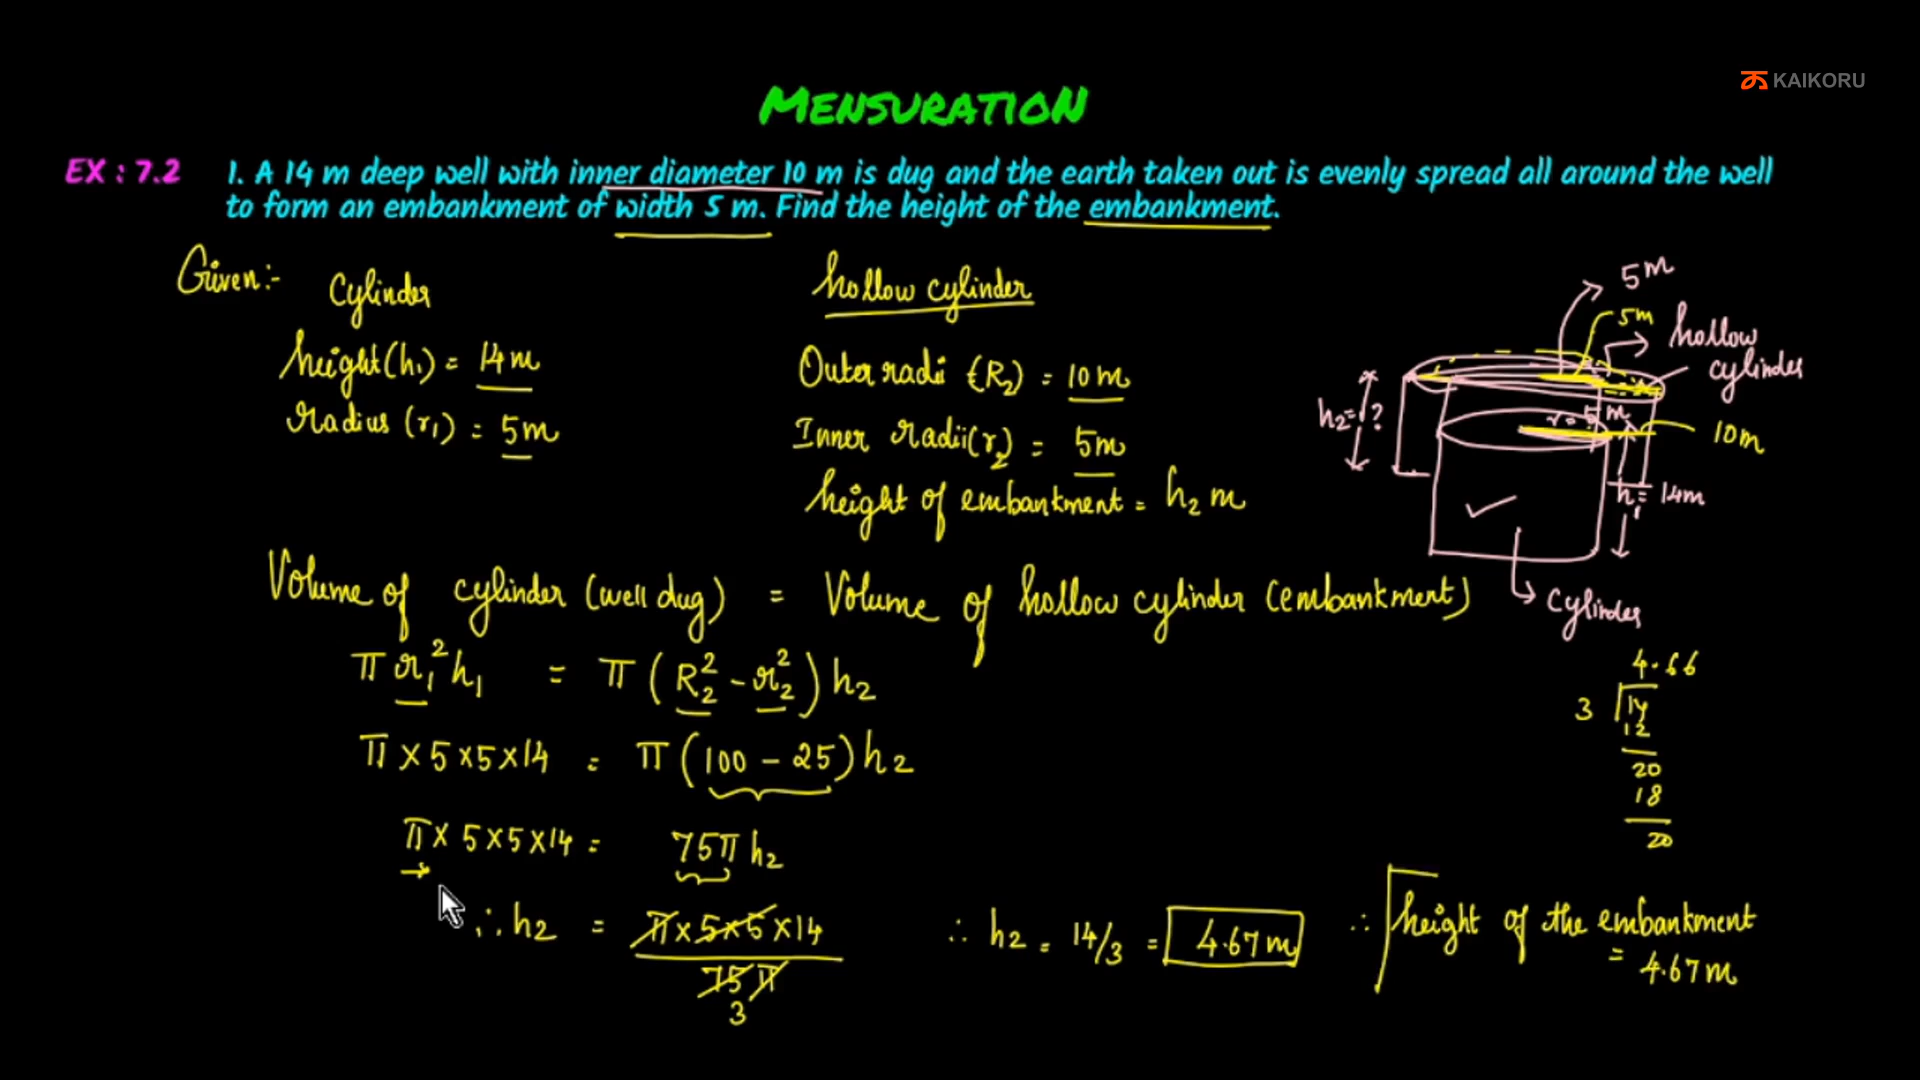 KAIKORU
MENSURATION
EX : 7.2 1. A 14 m deep well with inner diameter 10 m is dug and the earth taken out is evenly spread all around the well
to form an embankment of width 5 m. Find the height of the embankment.
Given:- Cylinder
height(h₁) = 14m
radius (r₁) = 5m
hollow cylinder
Outer radii (R₂) = 10m
Inner radii(r₂) = 5m
height of embankment = h₂ m
5m
5m
hollow
cylinder
h₂=?
r=5m
10m
h₁= 14m
cylinder
Volume of cylinder (well dug) = Volume of hollow cylinder (embankment)
π r₁² h₁ = π (R₂² - r₂²) h₂
π × 5 × 5 × 14 = π (100 - 25) h₂
π × 5 × 5 × 14 = 75π h₂
∴ h₂ = π × 5 × 5 × 14
75 π
3
∴ h₂ = 14/3 = 4.67 m
∴ height of the embankment
= 4.67 m
4.66
3 14
12
20
18
20